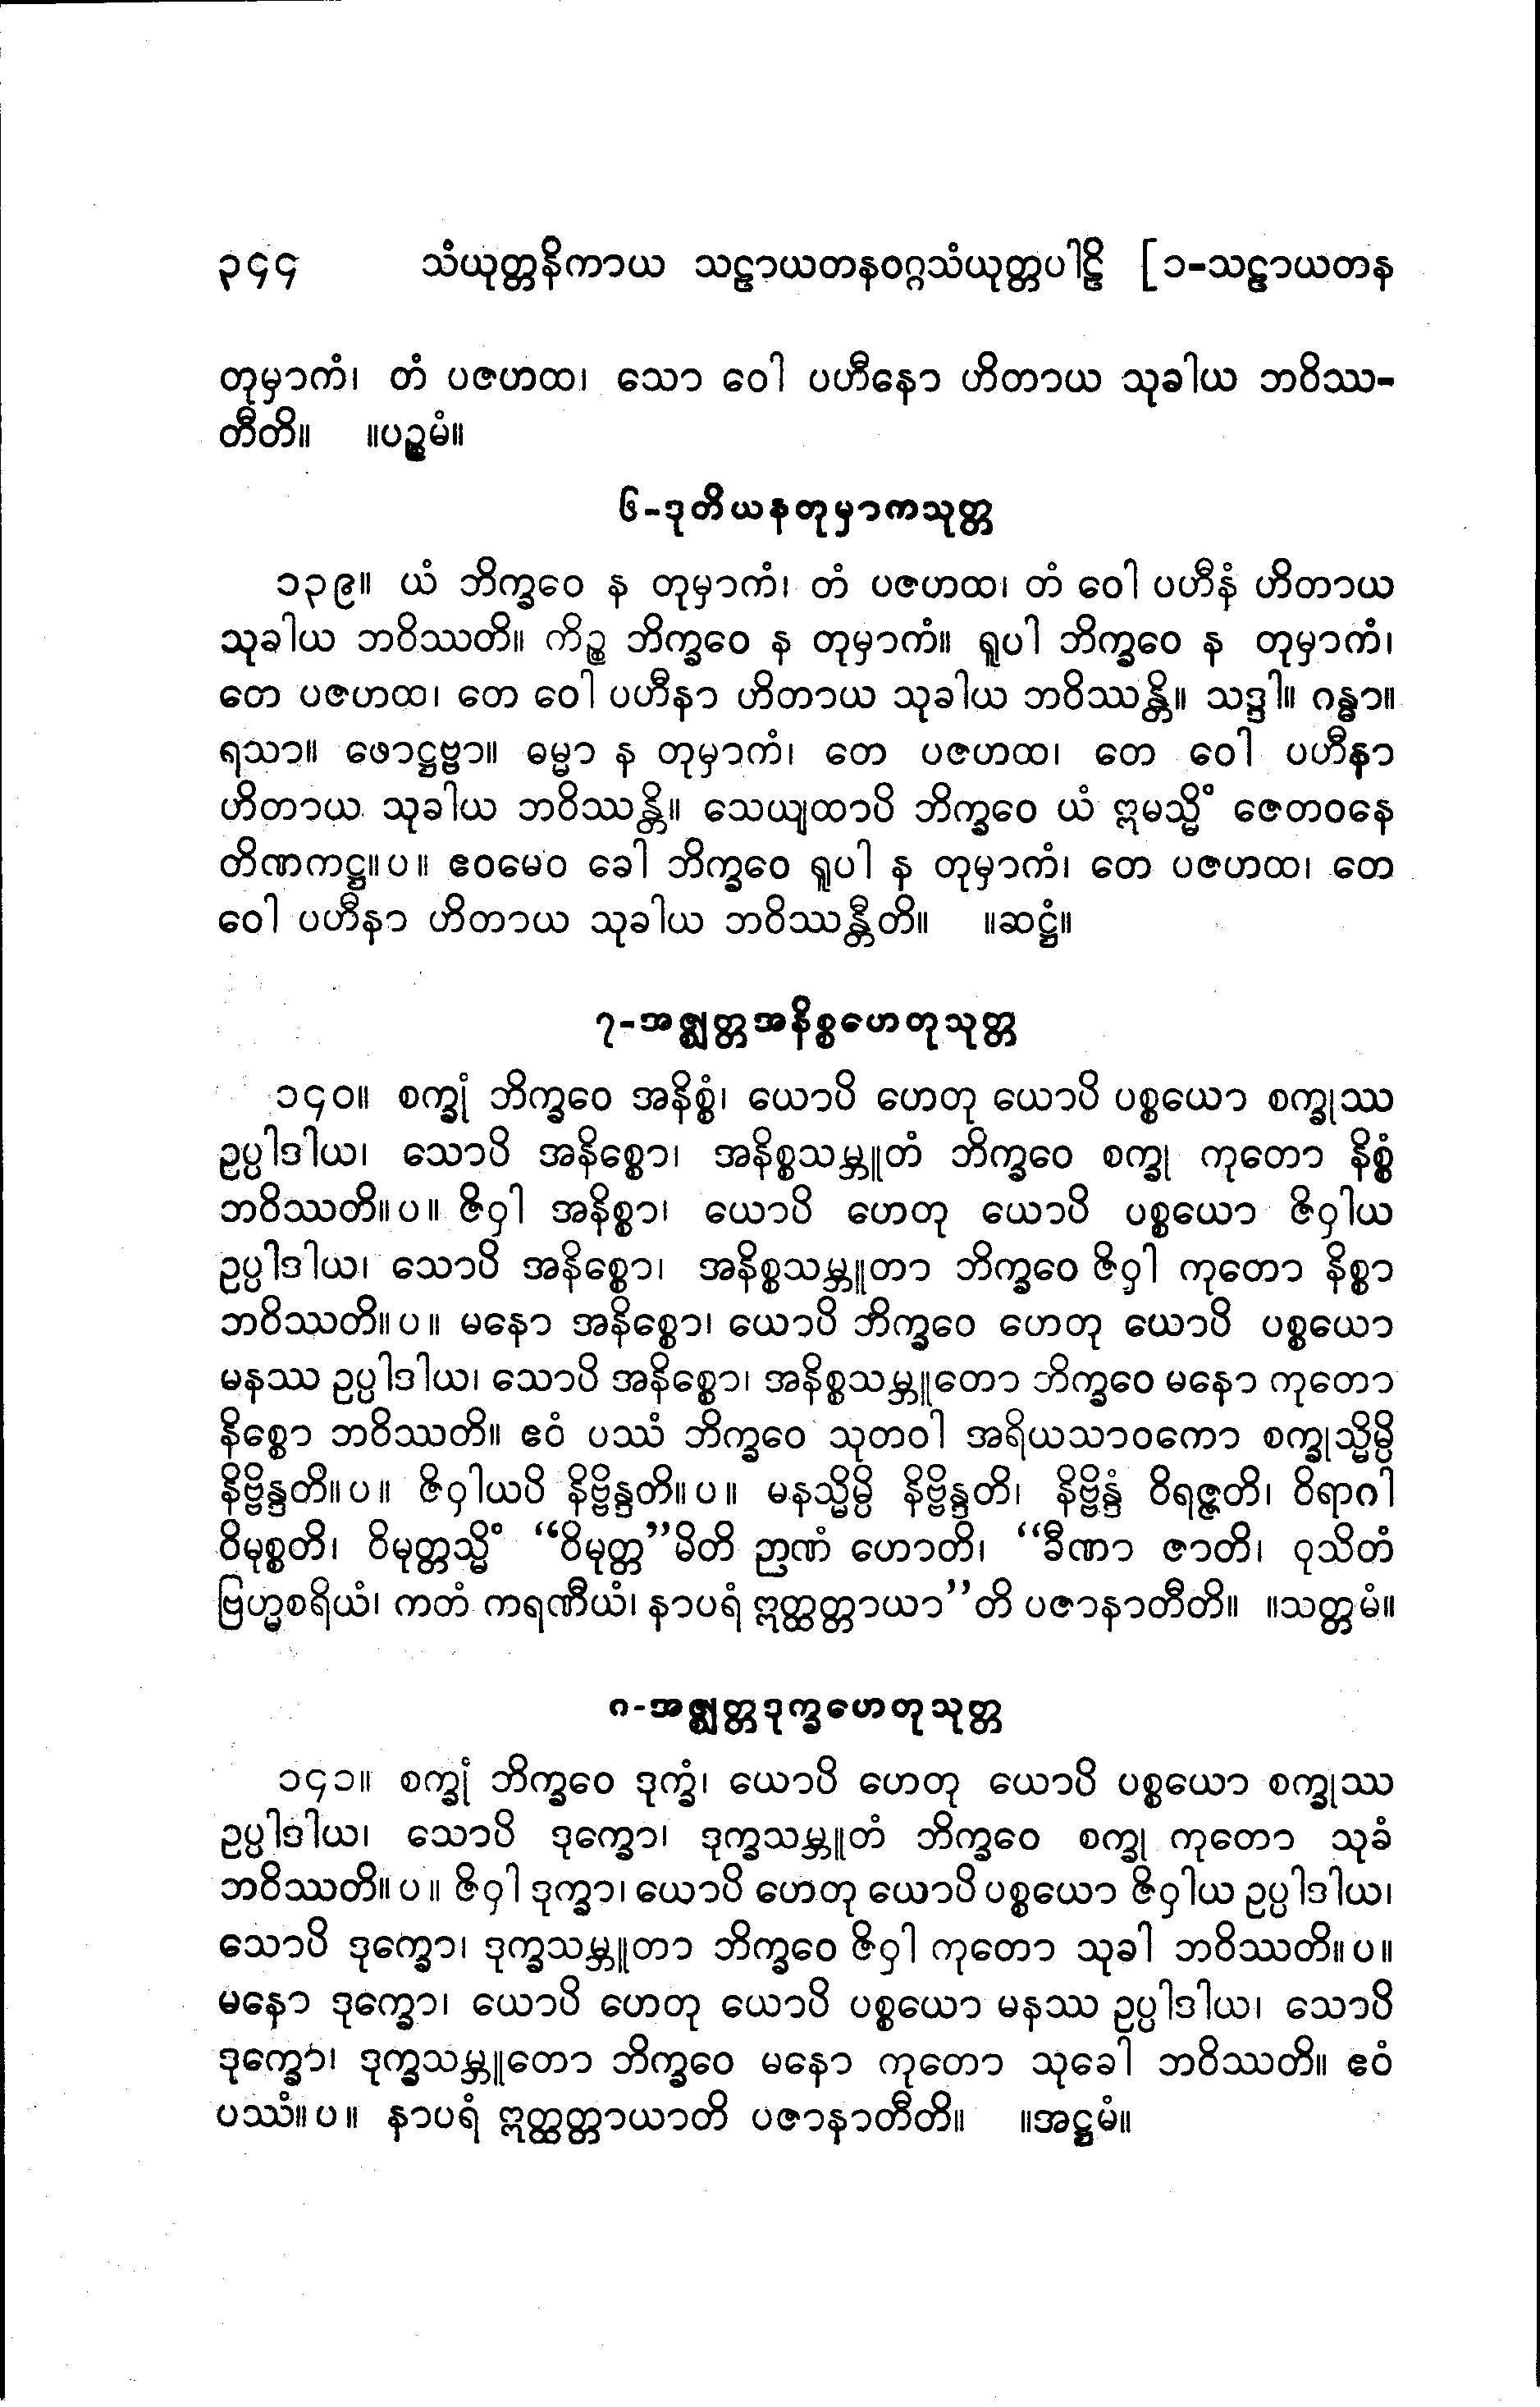 ၃၄၄ သံယုတ္တနိကာယ သဠာယတနဝဂ္ဂသံယုတ္တပါဠိ [၁-သဠာယတန
တုမှာကံ၊ တံ ပဇဟထ၊ သော ဝေါ ပဟီနော ဟိတာယ သုခါယ ဘဝိဿ-
တီတိ။ ။ပဉ္စမံ။
၆-ဒုတိယနတုမှာကသုတ္တ
၁၃၉။ ယံ ဘိက္ခဝေ န တုမှာကံ၊ တံ ပဇဟထ၊ တံ ဝေါ ပဟီနံ ဟိတာယ
သုခါယ ဘဝိဿတိ။ ကိဉ္စ ဘိက္ခဝေ န တုမှာကံ။ ရူပါ ဘိက္ခဝေ န တုမှာကံ၊
တေ ပဇဟထ၊ တေ ဝေါ ပဟီနာ ဟိတာယ သုခါယ ဘဝိဿန္တိ။ သဒ္ဒါ။ ဂန္ဓာ။
ရသာ။ ဖောဋ္ဌဗ္ဗာ။ ဓမ္မာ န တုမှာကံ၊ တေ ပဇဟထ၊ တေ ဝေါ ပဟီနာ
ဟိတာယ သုခါယ ဘဝိဿန္တိ။ သေယျထာပိ ဘိက္ခဝေ ယံ ဣမသ္မိံ ဇေတဝနေ
တိဏကဋ္ဌ။ပ။ ဧဝမေဝ ခေါ ဘိက္ခဝေ ရူပါ န တုမှာကံ၊ တေ ပဇဟထ၊ တေ
ဝေါ ပဟီနာ ဟိတာယ သုခါယ ဘဝိဿန္တီတိ။ ။ဆဋ္ဌံ။
၇-အဇ္ဈတ္တအနိစ္စဟေတုသုတ္တ
၁၄၀။ စက္ခုံ ဘိက္ခဝေ အနိစ္စံ၊ ယောပိ ဟေတု ယောပိ ပစ္စယော စက္ခုဿ
ဥပ္ပါဒါယ၊ သောပိ အနိစ္စော၊ အနိစ္စသမ္ဘူတံ ဘိက္ခဝေ စက္ခု ကုတော နိစ္စံ
ဘဝိဿတိ။ပ။ ဇိဝှါ အနိစ္စာ၊ ယောပိ ဟေတု ယောပိ ပစ္စယော ဇိဝှါယ
ဥပ္ပါဒါယ၊ သောပိ အနိစ္စော၊ အနိစ္စသမ္ဘူတာ ဘိက္ခဝေ ဇိဝှါ ကုတော နိစ္စာ
ဘဝိဿတိ။ပ။ မနော အနိစ္စော၊ ယောပိ ဘိက္ခဝေ ဟေတု ယောပိ ပစ္စယော
မနဿ ဥပ္ပါဒါယ၊ သောပိ အနိစ္စော၊ အနိစ္စသမ္ဘူတော ဘိက္ခဝေ မနော ကုတော
နိစ္စော ဘဝိဿတိ။ ဧဝံ ပဿံ ဘိက္ခဝေ သုတဝါ အရိယသာဝကော စက္ခုသ္မိမ္ပိ
နိဗ္ဗိန္ဒတိ။ပ။ ဇိဝှါယပိ နိဗ္ဗိန္ဒတိ။ပ။ မနသ္မိမ္ပိ နိဗ္ဗိန္ဒတိ၊ နိဗ္ဗိန္ဒံ ဝိရဇ္ဇတိ၊ ဝိရာဂါ
ဝိမုစ္စတိ၊ ဝိမုတ္တသ္မိံ “ဝိမုတ္တ”မိတိ ဉာဏံ ဟောတိ၊ “ခီဏာ ဇာတိ၊ ဝုသိတံ
ဗြဟ္မစရိယံ၊ ကတံ ကရဏီယံ၊ နာပရံ ဣတ္ထတ္တာယာ”တိ ပဇာနာတီတိ။ ။သတ္တမံ။
၈-အဇ္ဈတ္တဒုက္ခဟေတုသုတ္တ
၁၄၁။ စက္ခုံ ဘိက္ခဝေ ဒုက္ခံ၊ ယောပိ ဟေတု ယောပိ ပစ္စယော စက္ခုဿ
ဥပ္ပါဒါယ၊ သောပိ ဒုက္ခော၊ ဒုက္ခသမ္ဘူတံ ဘိက္ခဝေ စက္ခု ကုတော သုခံ
ဘဝိဿတိ။ပ။ ဇိဝှါ ဒုက္ခာ၊ ယောပိ ဟေတု ယောပိ ပစ္စယော ဇိဝှါယ ဥပ္ပါဒါယ၊
သောပိ ဒုက္ခော၊ ဒုက္ခသမ္ဘူတာ ဘိက္ခဝေ ဇိဝှါ ကုတော သုခါ ဘဝိဿတိ။ပ။
မနော ဒုက္ခော၊ ယောပိ ဟေတု ယောပိ ပစ္စယော မနဿ ဥပ္ပါဒါယ၊ သောပိ
ဒုက္ခော၊ ဒုက္ခသမ္ဘူတော ဘိက္ခဝေ မနော ကုတော သုခေါ ဘဝိဿတိ။ ဧဝံ
ပဿံ။ပ။ နာပရံ ဣတ္ထတ္တာယာတိ ပဇာနာတီတိ။ ။အဋ္ဌမံ။